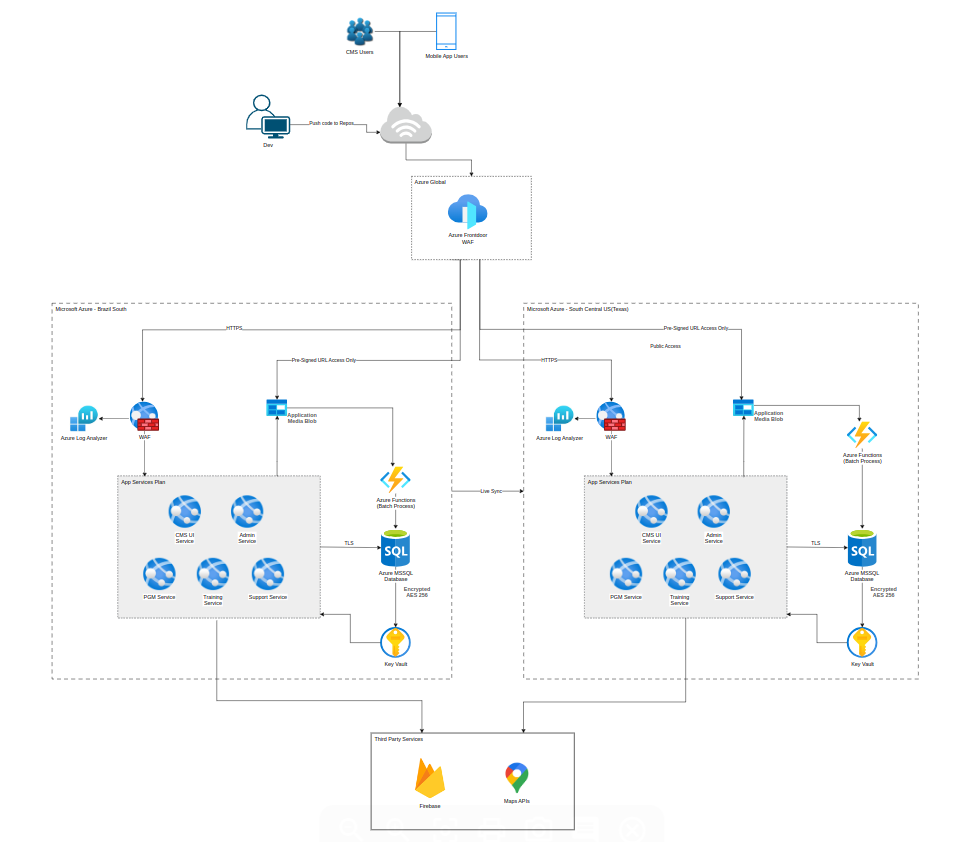 CMS Users
Mobile App Users
Push code to Repos
Dev
Azure Global
Azure Frontdoor
WAF
Microsoft Azure - Brazil South
HTTPS
Pre-Signed URL Access Only
Azure Log Analyzer
WAF
Application
Media Blob
Azure Functions
(Batch Process)
App Services Plan
CMS UI
Service
Admin
Service
PGM Service
Training
Service
Support Service
TLS
SQL
Azure MSSQL
Database
Encrypted
AES 256
Key Vault
Live Sync
Microsoft Azure - South Central US(Texas)
Pre-Signed URL Access Only
Public Access
HTTPS
Azure Log Analyzer
WAF
Application
Media Blob
Azure Functions
(Batch Process)
App Services Plan
CMS UI
Service
Admin
Service
PGM Service
Training
Service
Support Service
TLS
SQL
Azure MSSQL
Database
Encrypted
AES 256
Key Vault
Third Party Services
Firebase
Maps APIs